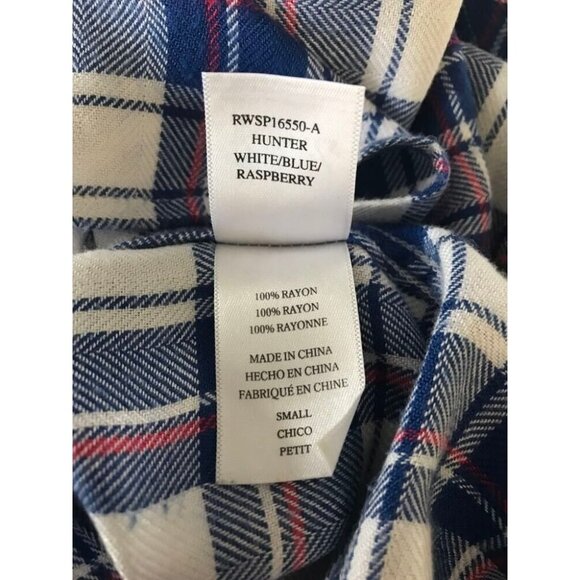 RWSP16550-A
HUNTER
WHITE/BLUE/
RASPBERRY
100% RAYON
100% RAYON
100% RAYONNE
MADE IN CHINA
HECHO EN CHINA
FABRIQUÉ EN CHINE
SMALL
CHICO
PETIT